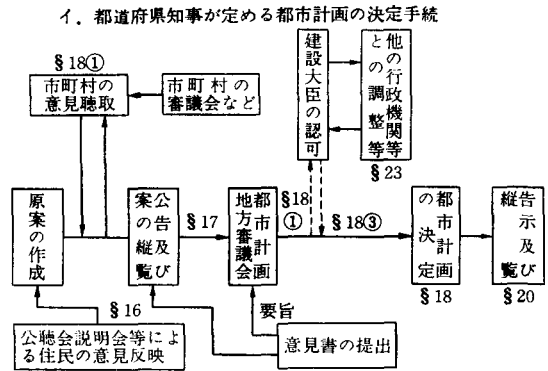 イ．都道府県知事が定める都市計画の決定手続
§18①
市町村の
意見聴取
市町村の
審議会など
建設大臣の認可
他の行政機関等
との調整等
§23
原案の作成
公告及び
案の縦覧
§17
都市計画
地方審議会
§18
①
§18③
都市計画
の決定
§18
告示及び
縦覧
§20
§16
公聴会説明会等によ
る住民の意見反映
要旨
意見書の提出